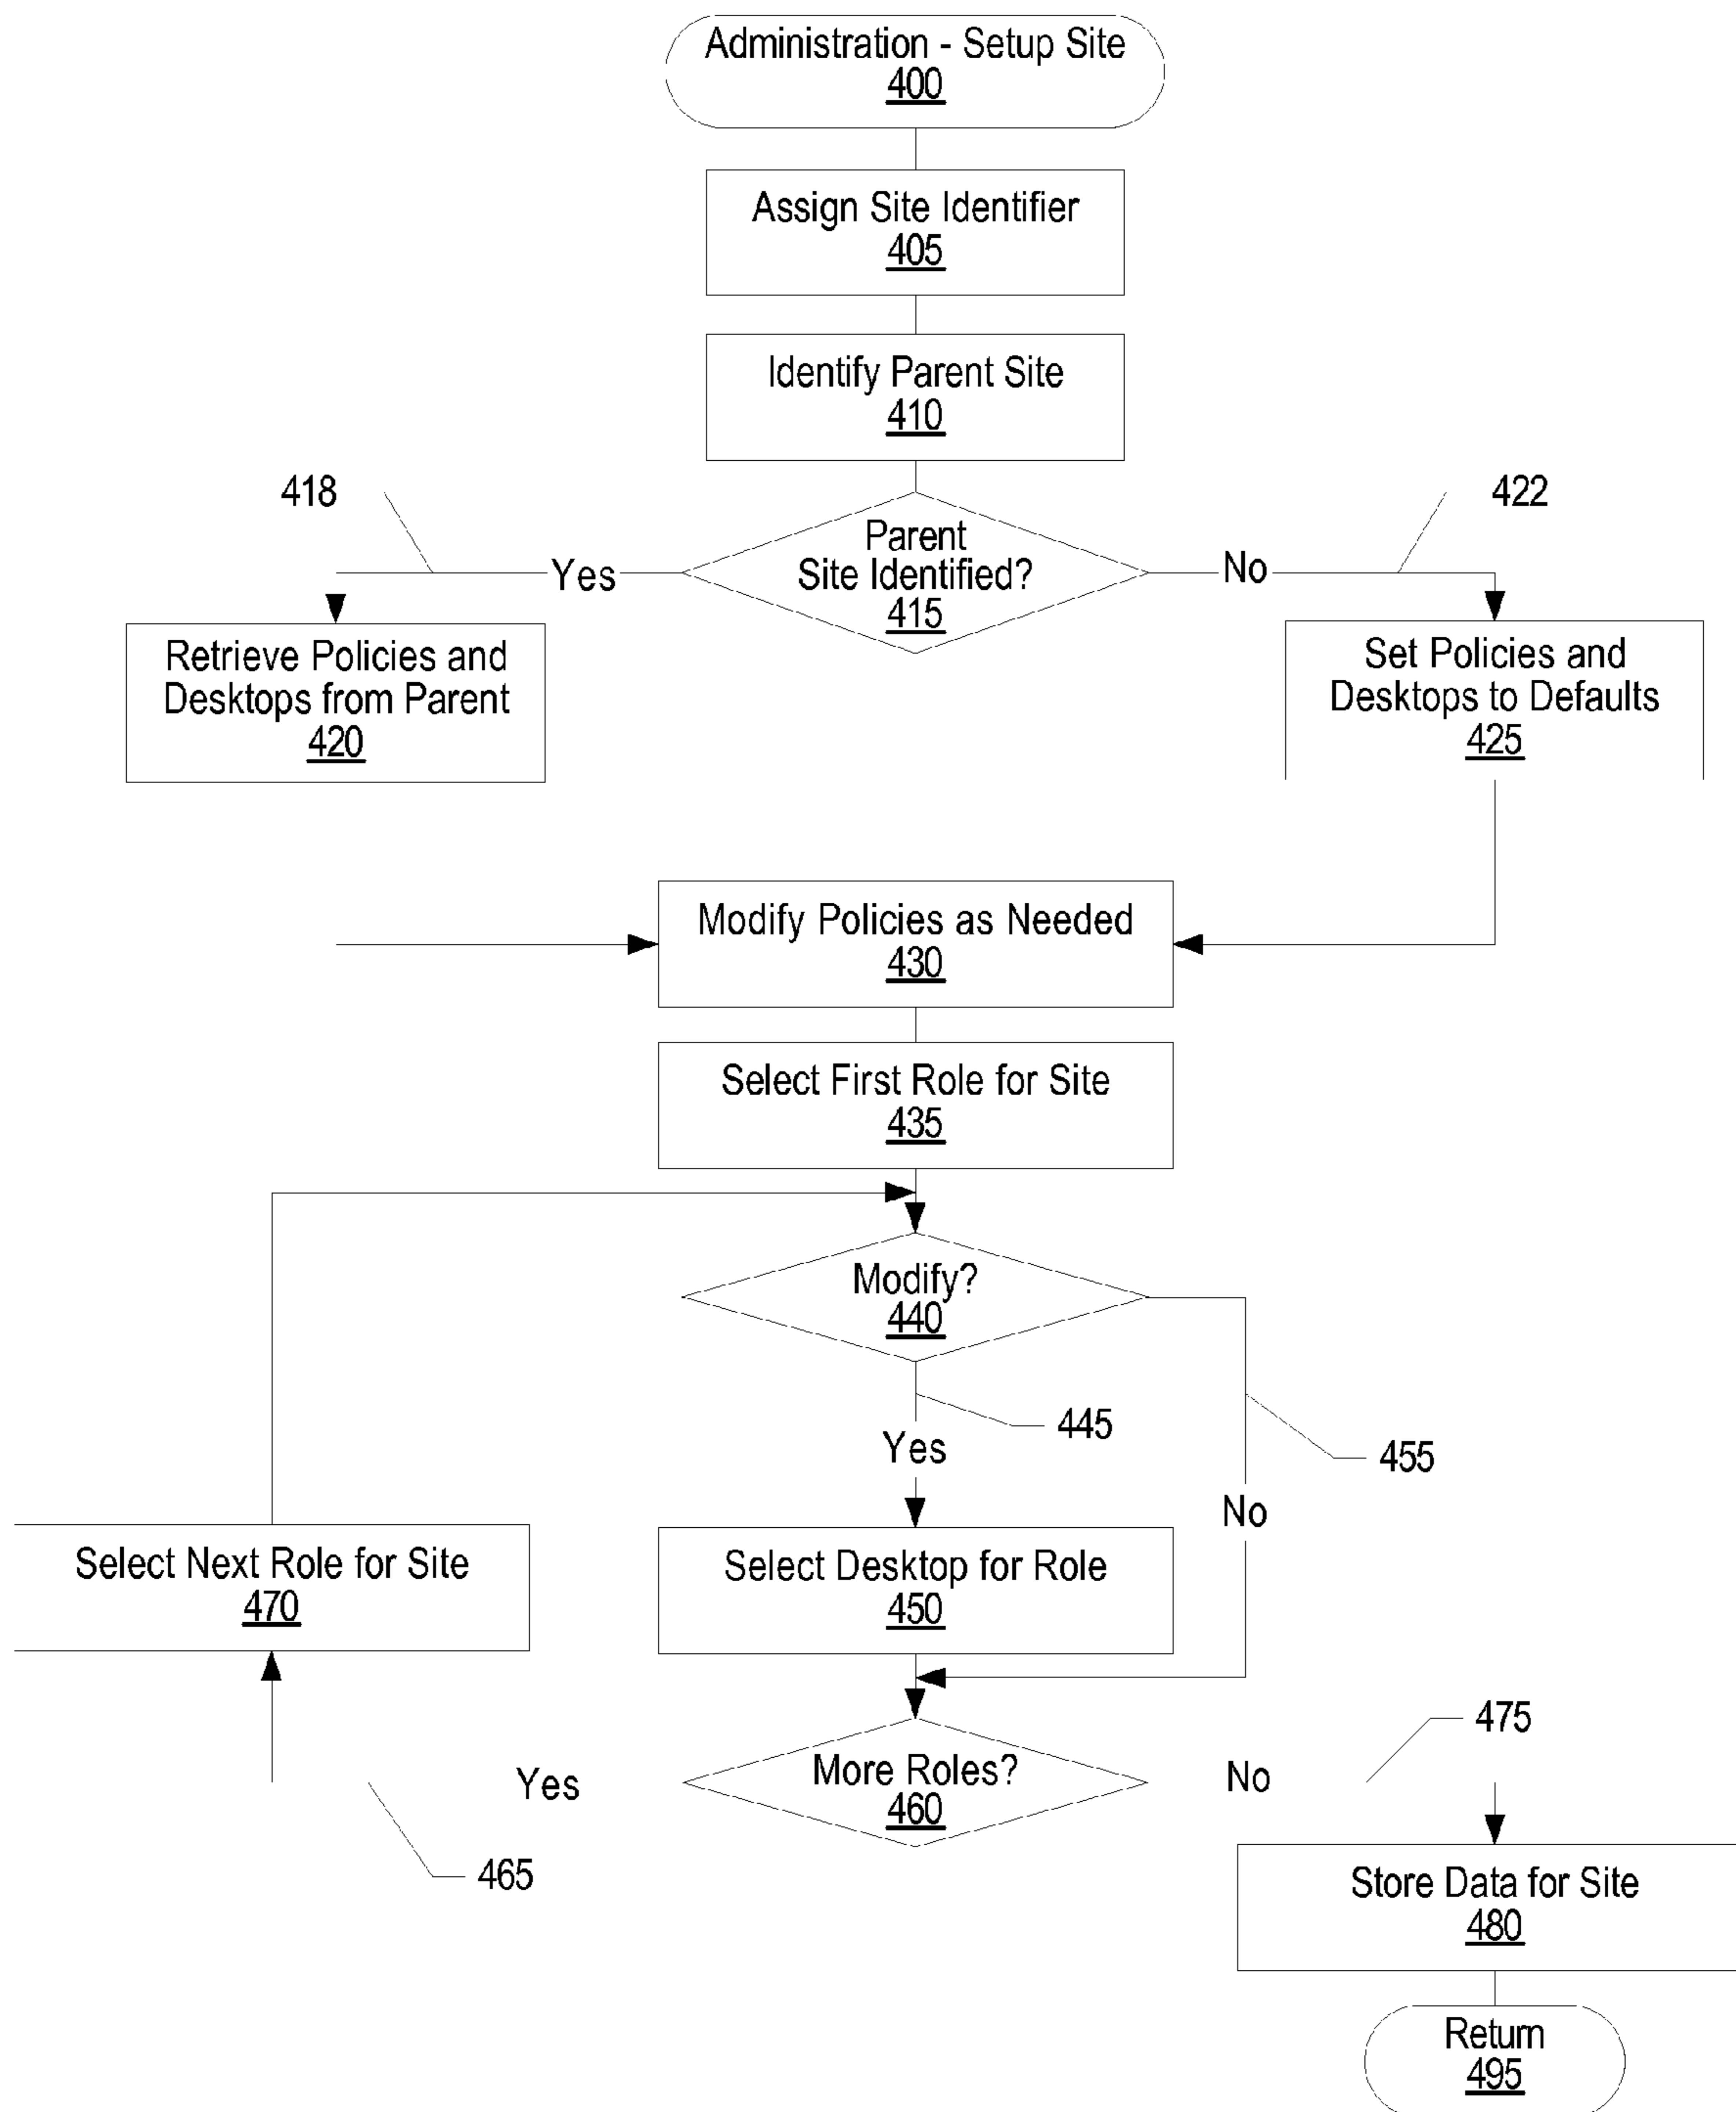 Administration - Setup Site
400
Assign Site Identifier
405
Identify Parent Site
410
418
422
Parent
Site Identified?
415
Yes
No
Retrieve Policies and
Desktops from Parent
420
Set Policies and
Desktops to Defaults
425
Modify Policies as Needed
430
Select First Role for Site
435
Modify?
440
445
Yes
455
No
Select Next Role for Site
470
Select Desktop for Role
450
475
More Roles?
460
Yes
No
465
Store Data for Site
480
Return
495